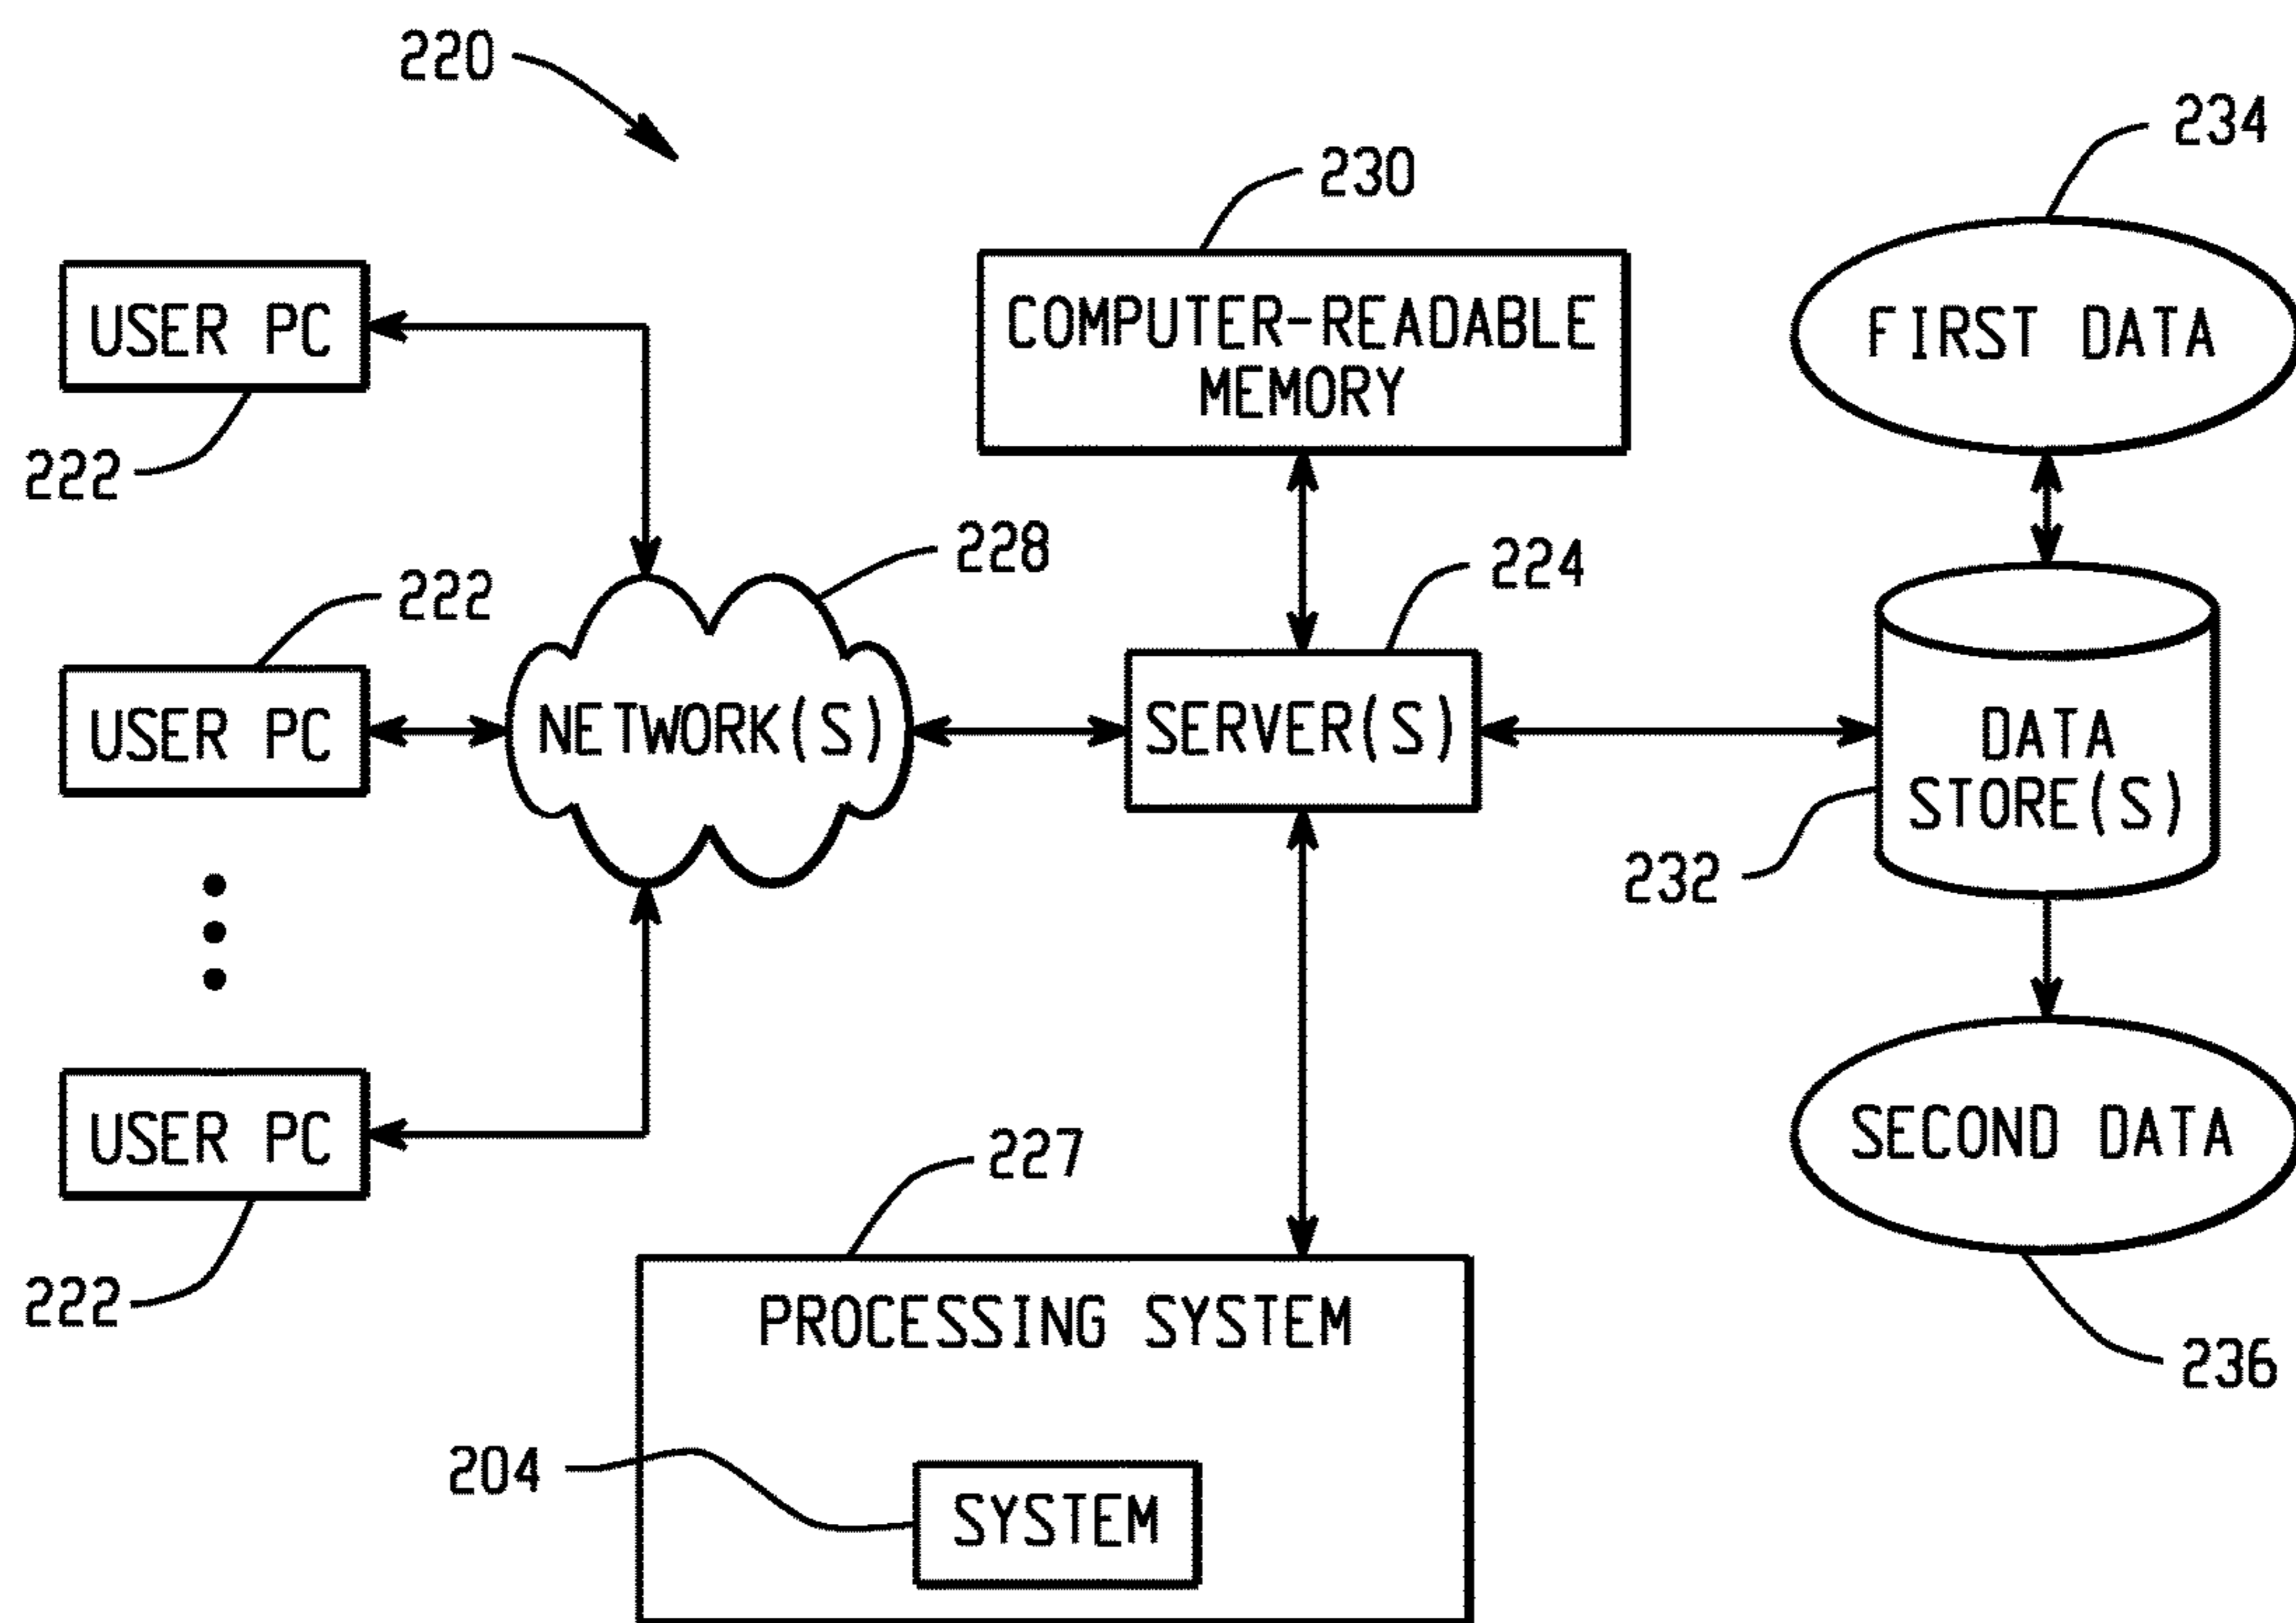 220
234
230
USER PC
COMPUTER-READABLE
MEMORY
FIRST DATA
222
228
224
222
USER PC
NETWORK(S)
SERVER(S)
DATA
STORE(S)
232
USER PC
227
SECOND DATA
222
PROCESSING SYSTEM
236
204
SYSTEM